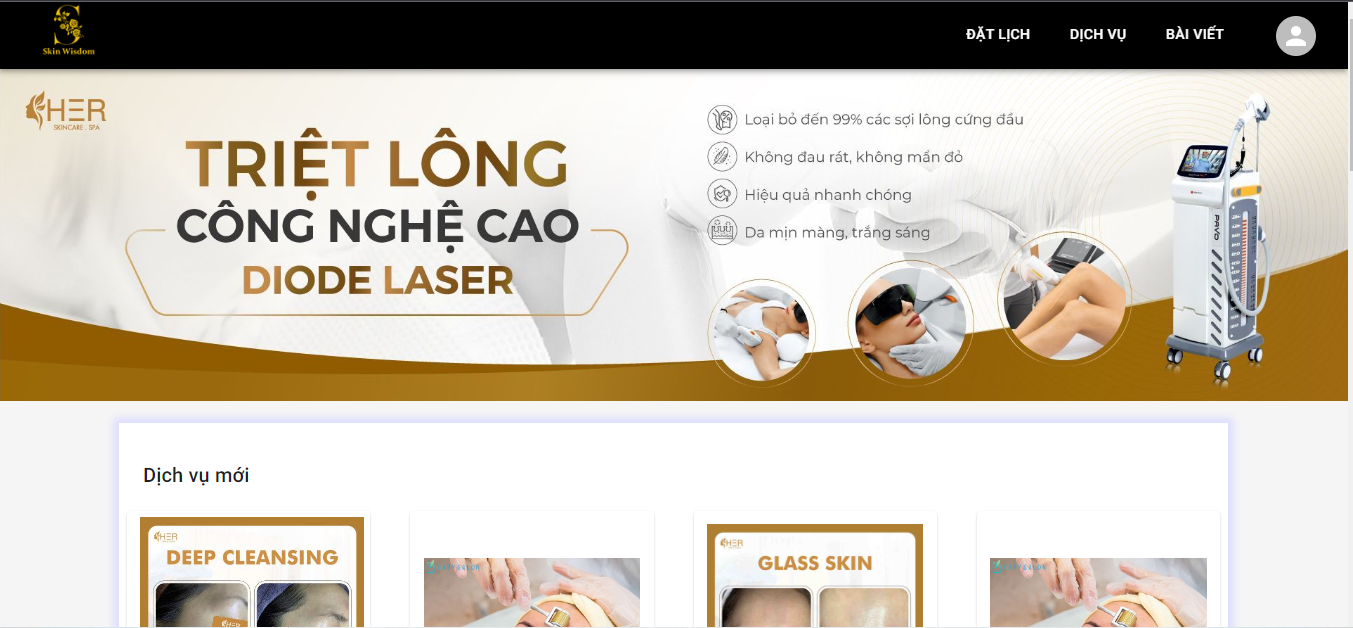 Skin Wisdom
ĐẶT LỊCH
DỊCH VỤ
BÀI VIẾT
HER
SKINCARE SPA
TRIỆT LÔNG
CÔNG NGHỆ CAO
DIODE LASER
Loại bỏ đến 99% các sợi lông cứng đầu
Không đau rát, không mẩn đỏ
Hiệu quả nhanh chóng
Da mịn màng, trắng sáng
PAVO
Dịch vụ mới
HER
DEEP CLEANSING
HER
HER
GLASS SKIN